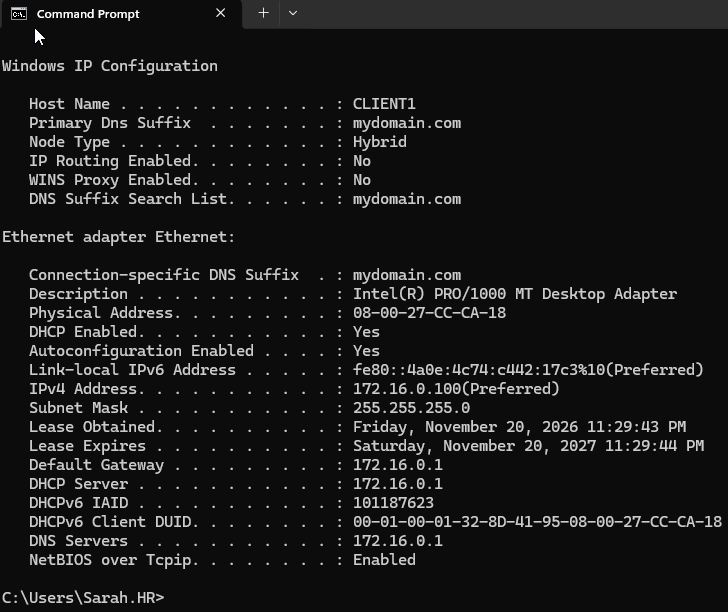 Command Prompt
Windows IP Configuration
Host Name . . . . . . . . . . . . : CLIENT1
Primary Dns Suffix  . . . . . . . : mydomain.com
Node Type . . . . . . . . . . . . : Hybrid
IP Routing Enabled. . . . . . . . : No
WINS Proxy Enabled. . . . . . . . : No
DNS Suffix Search List. . . . . . : mydomain.com
Ethernet adapter Ethernet:
Connection-specific DNS Suffix  . : mydomain.com
Description . . . . . . . . . . . : Intel(R) PRO/1000 MT Desktop Adapter
Physical Address. . . . . . . . . : 08-00-27-CC-CA-18
DHCP Enabled. . . . . . . . . . . : Yes
Autoconfiguration Enabled . . . . : Yes
Link-local IPv6 Address . . . . . : fe80::4a0e:4c74:c442:17c3%10(Preferred)
IPv4 Address. . . . . . . . . . . : 172.16.0.100(Preferred)
Subnet Mask . . . . . . . . . . . : 255.255.255.0
Lease Obtained. . . . . . . . . . : Friday, November 20, 2026 11:29:43 PM
Lease Expires . . . . . . . . . . : Saturday, November 20, 2027 11:29:44 PM
Default Gateway . . . . . . . . . : 172.16.0.1
DHCP Server . . . . . . . . . . . : 172.16.0.1
DHCPv6 IAID . . . . . . . . . . . : 101187623
DHCPv6 Client DUID. . . . . . . . : 00-01-00-01-32-8D-41-95-08-00-27-CC-CA-18
DNS Servers . . . . . . . . . . . : 172.16.0.1
NetBIOS over Tcpip. . . . . . . . : Enabled
C:\Users\Sarah.HR>